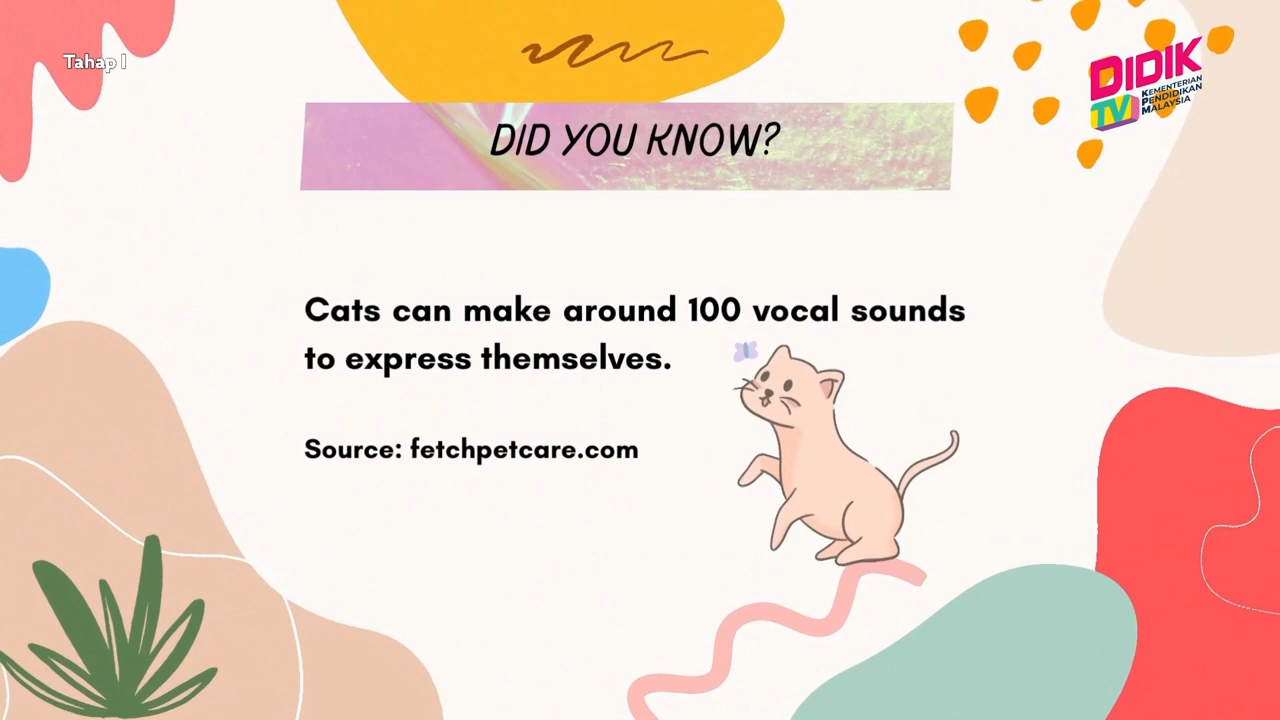 Tahap I
DIDIK
TV
KEMENTERIAN
PENDIDIKAN
MALAYSIA
DID YOU KNOW?
Cats can make around 100 vocal sounds
to express themselves.
Source: fetchpetcare.com